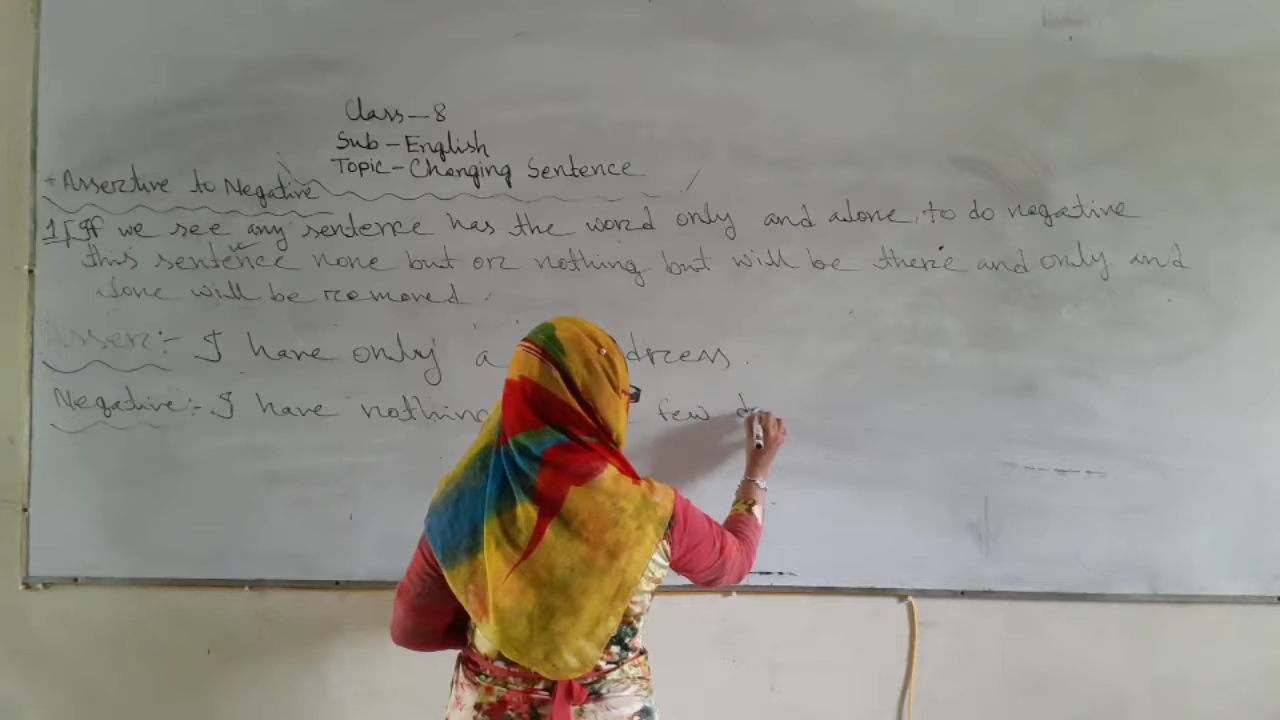 Class-8
Sub-English
Topic-Changing Sentence
Assertive to Negative
1. If we see any sentence has the word only and alone, to do negative
this sentence none but or nothing but will be there and only and
alone will be removed.
Asser:- I have only a dress.
Negative:- I have nothin few d